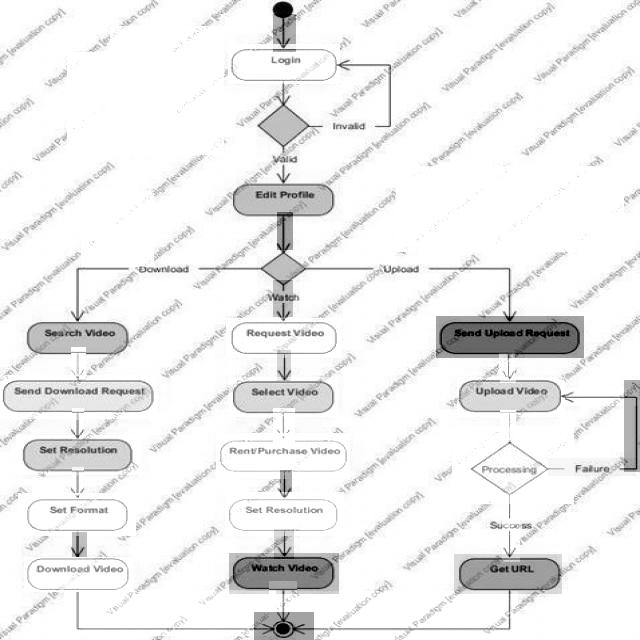 Login
Invalid
Valid
Edit Profile
Download
Upload
Watch
Search Video
Request Video
Send Upload Request
Send Download Request
Select Video
Upload Video
Set Resolution
Rent/Purchase Video
Processing
Failure
Set Format
Set Resolution
Success
Download Video
Watch Video
Get URL
Visual Paradigm [evaluation copy]